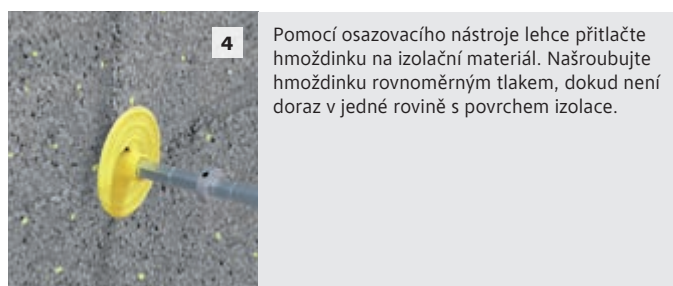 4
Pomocí osazovacího nástroje lehce přitlačte
hmoždinku na izolační materiál. Našroubujte
hmoždinku rovnoměrným tlakem, dokud není
doraz v jedné rovině s povrchem izolace.